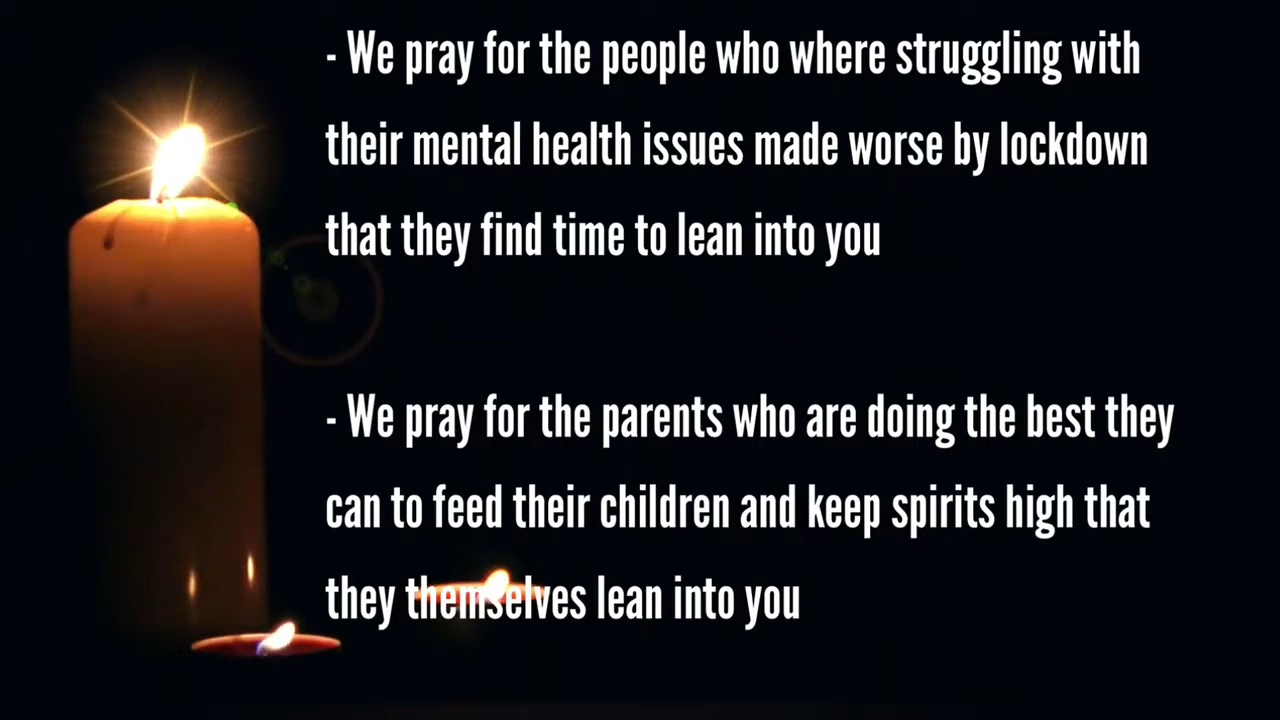 - We pray for the people who where struggling with
their mental health issues made worse by lockdown
that they find time to lean into you
- We pray for the parents who are doing the best they
can to feed their children and keep spirits high that
they themselves lean into you